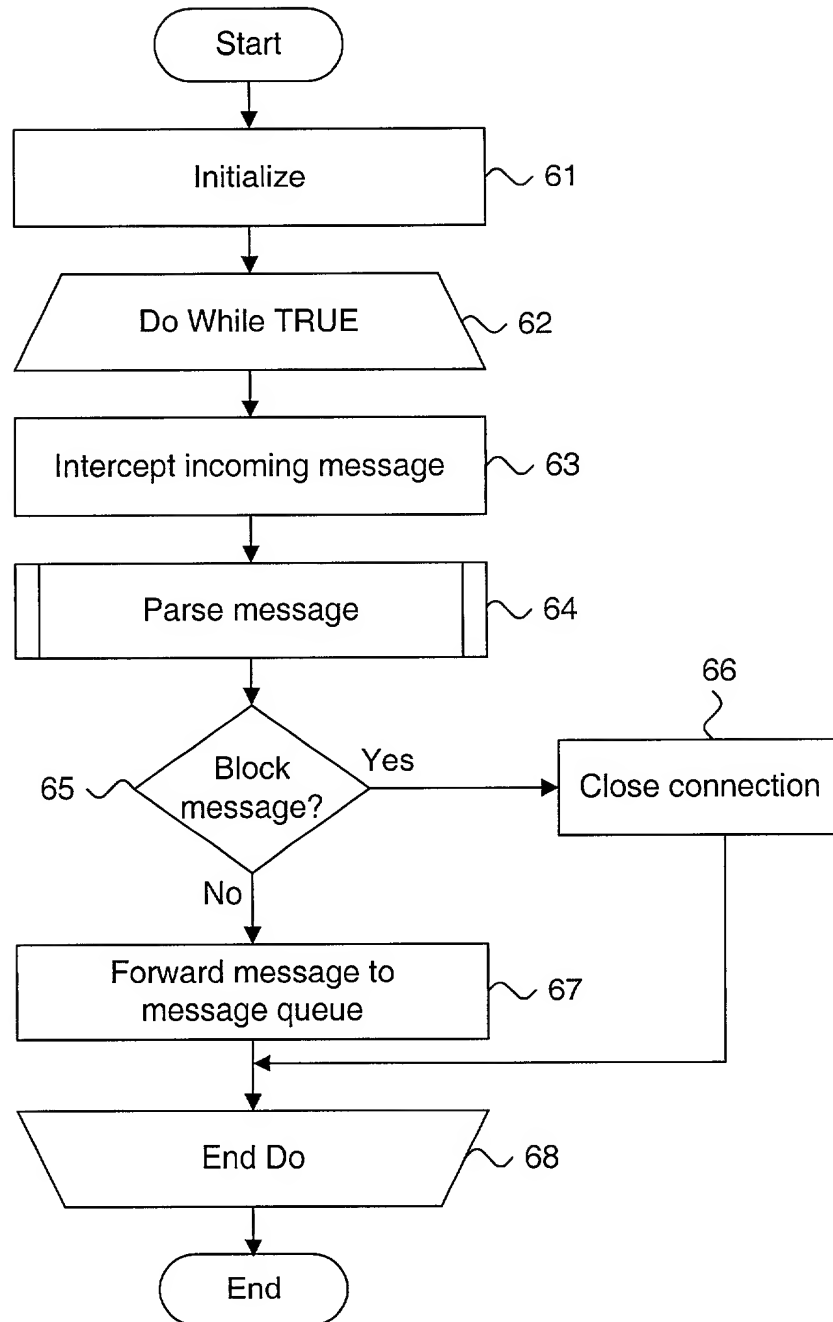 Start
Initialize
61
Do While TRUE
62
Intercept incoming message
63
Parse message
64
66
65
Block
message?
Yes
Close connection
No
Forward message to
message queue
67
End Do
68
End